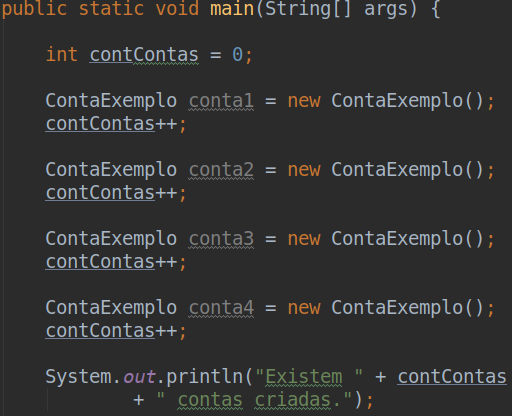 public static void main(String[] args) {
int contContas = 0;
ContaExemplo conta1 = new ContaExemplo();
contContas++;
ContaExemplo conta2 = new ContaExemplo();
contContas++;
ContaExemplo conta3 = new ContaExemplo();
contContas++;
ContaExemplo conta4 = new ContaExemplo();
contContas++;
System.out.println("Existem " + contContas
+ " contas criadas.");